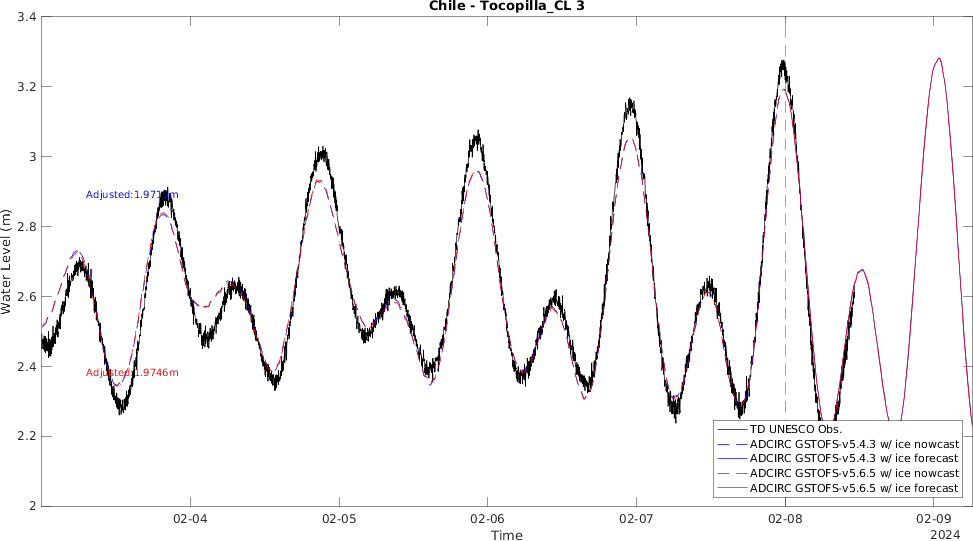 Chile - Tocopilla_CL 3
Water Level (m)
3.4
3.2
3
2.8
2.6
2.4
2.2
2
Adjusted:1.971
Adjusted:1.9746m
TD UNESCO Obs.
ADCIRC GSTOFS-v5.4.3 w/ ice nowcast
ADCIRC GSTOFS-v5.4.3 w/ ice forecast
ADCIRC GSTOFS-v5.6.5 w/ ice nowcast
ADCIRC GSTOFS-v5.6.5 w/ ice forecast
02-04
02-05
02-06
02-07
02-08
02-09
2024
Time